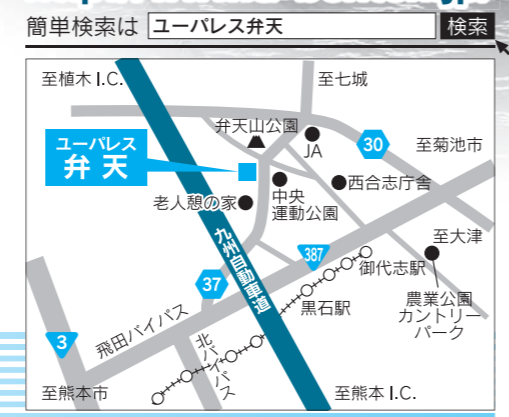 簡単検索は ユーパレス弁天 検索
至植木 I.C.
至七城
弁天山公園
JA
30
至菊池市
ユーパレス
弁天
老人憩の家
中央
運動公園
西合志庁舎
至大津
九州自動車道
387
御代志駅
37
黒石駅
農業公園
カントリー
パーク
飛田バイパス
3
北バイパス
至熊本市
至熊本 I.C.